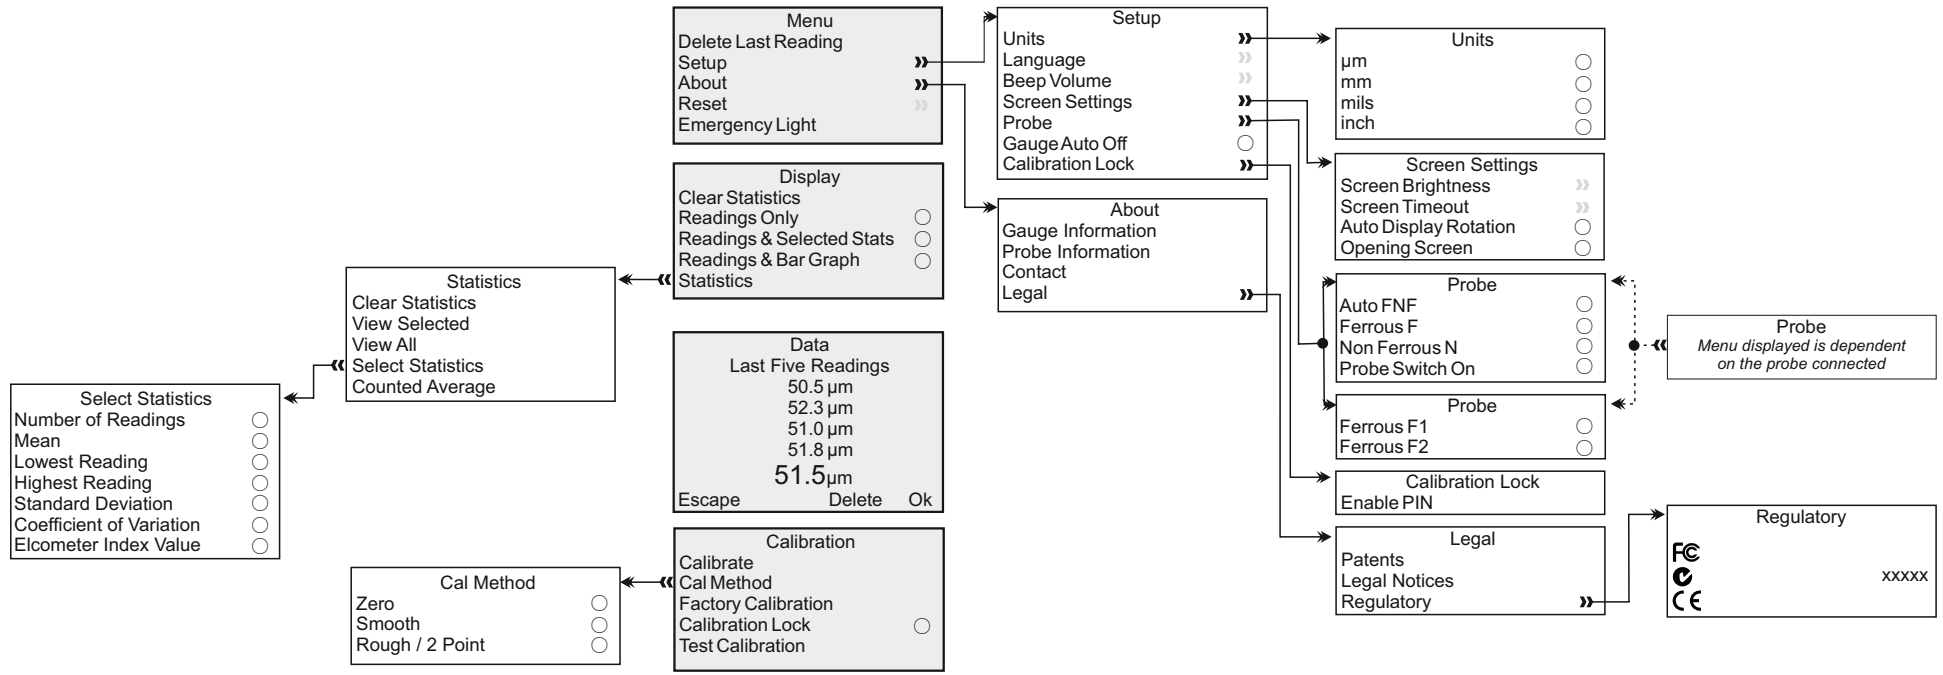 Menu
Delete Last Reading
Setup
About
Reset
Emergency Light
Display
Clear Statistics
Readings Only
Readings & Selected Stats
Readings & Bar Graph
Statistics
Statistics
Clear Statistics
View Selected
View All
Select Statistics
Counted Average
Select Statistics
Number of Readings
Mean
Lowest Reading
Highest Reading
Standard Deviation
Coefficient of Variation
Elcometer Index Value
Data
Last Five Readings
50.5 µm
52.3 µm
51.0 µm
51.8 µm
51.5µm
Escape Delete Ok
Calibration
Calibrate
Cal Method
Factory Calibration
Calibration Lock
Test Calibration
Cal Method
Zero
Smooth
Rough / 2 Point
Setup
Units
Language
Beep Volume
Screen Settings
Probe
Gauge Auto Off
Calibration Lock
About
Gauge Information
Probe Information
Contact
Legal
Units
µm
mm
mils
inch
Screen Settings
Screen Brightness
Screen Timeout
Auto Display Rotation
Opening Screen
Probe
Auto FNF
Ferrous F
Non Ferrous N
Probe Switch On
Probe
Ferrous F1
Ferrous F2
Probe
Menu displayed is dependent
on the probe connected
Calibration Lock
Enable PIN
Legal
Patents
Legal Notices
Regulatory
Regulatory
FC
xxxxx
CE